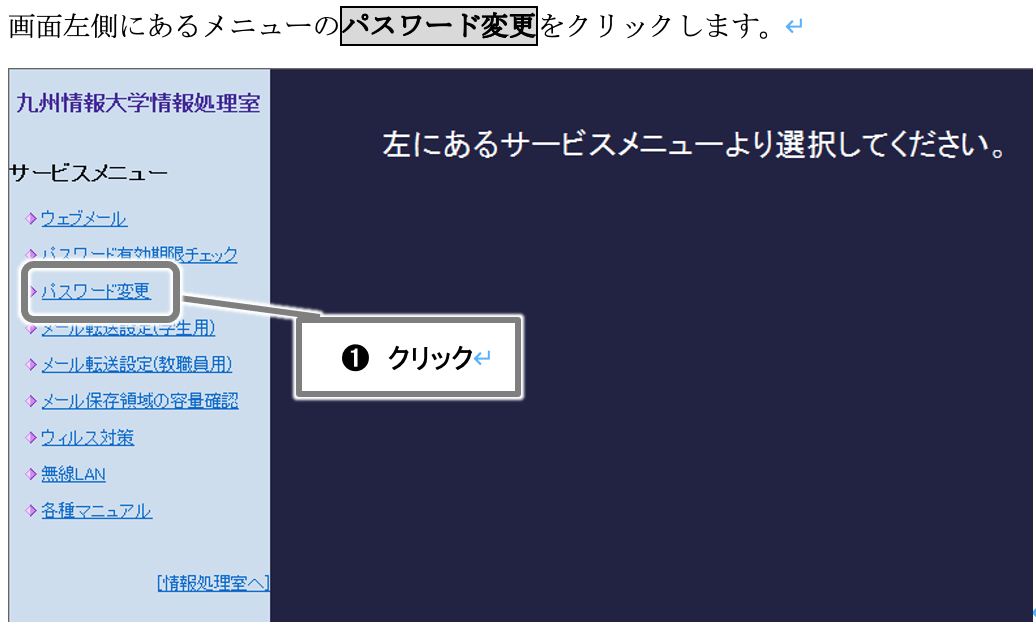 画面左側にあるメニューのパスワード変更をクリックします。↵
九州情報大学情報処理室
左にあるサービスメニューより選択してください。
サービスメニュー
ウェブメール
パスワード有効期限チェック
パスワード変更
メール転送設定(学生用)
❶ クリック↵
メール転送設定(教職員用)
メール保存領域の容量確認
ウィルス対策
無線LAN
各種マニュアル
[情報処理室へ]